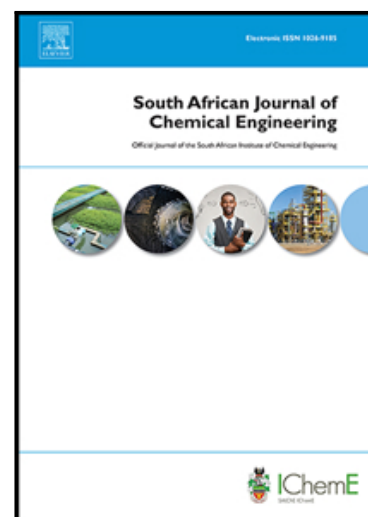 Electronic ISSN 1026-9185
ELSEVIER
South African Journal of
Chemical Engineering
Official Journal of the South African Institute of Chemical Engineering
IChemE